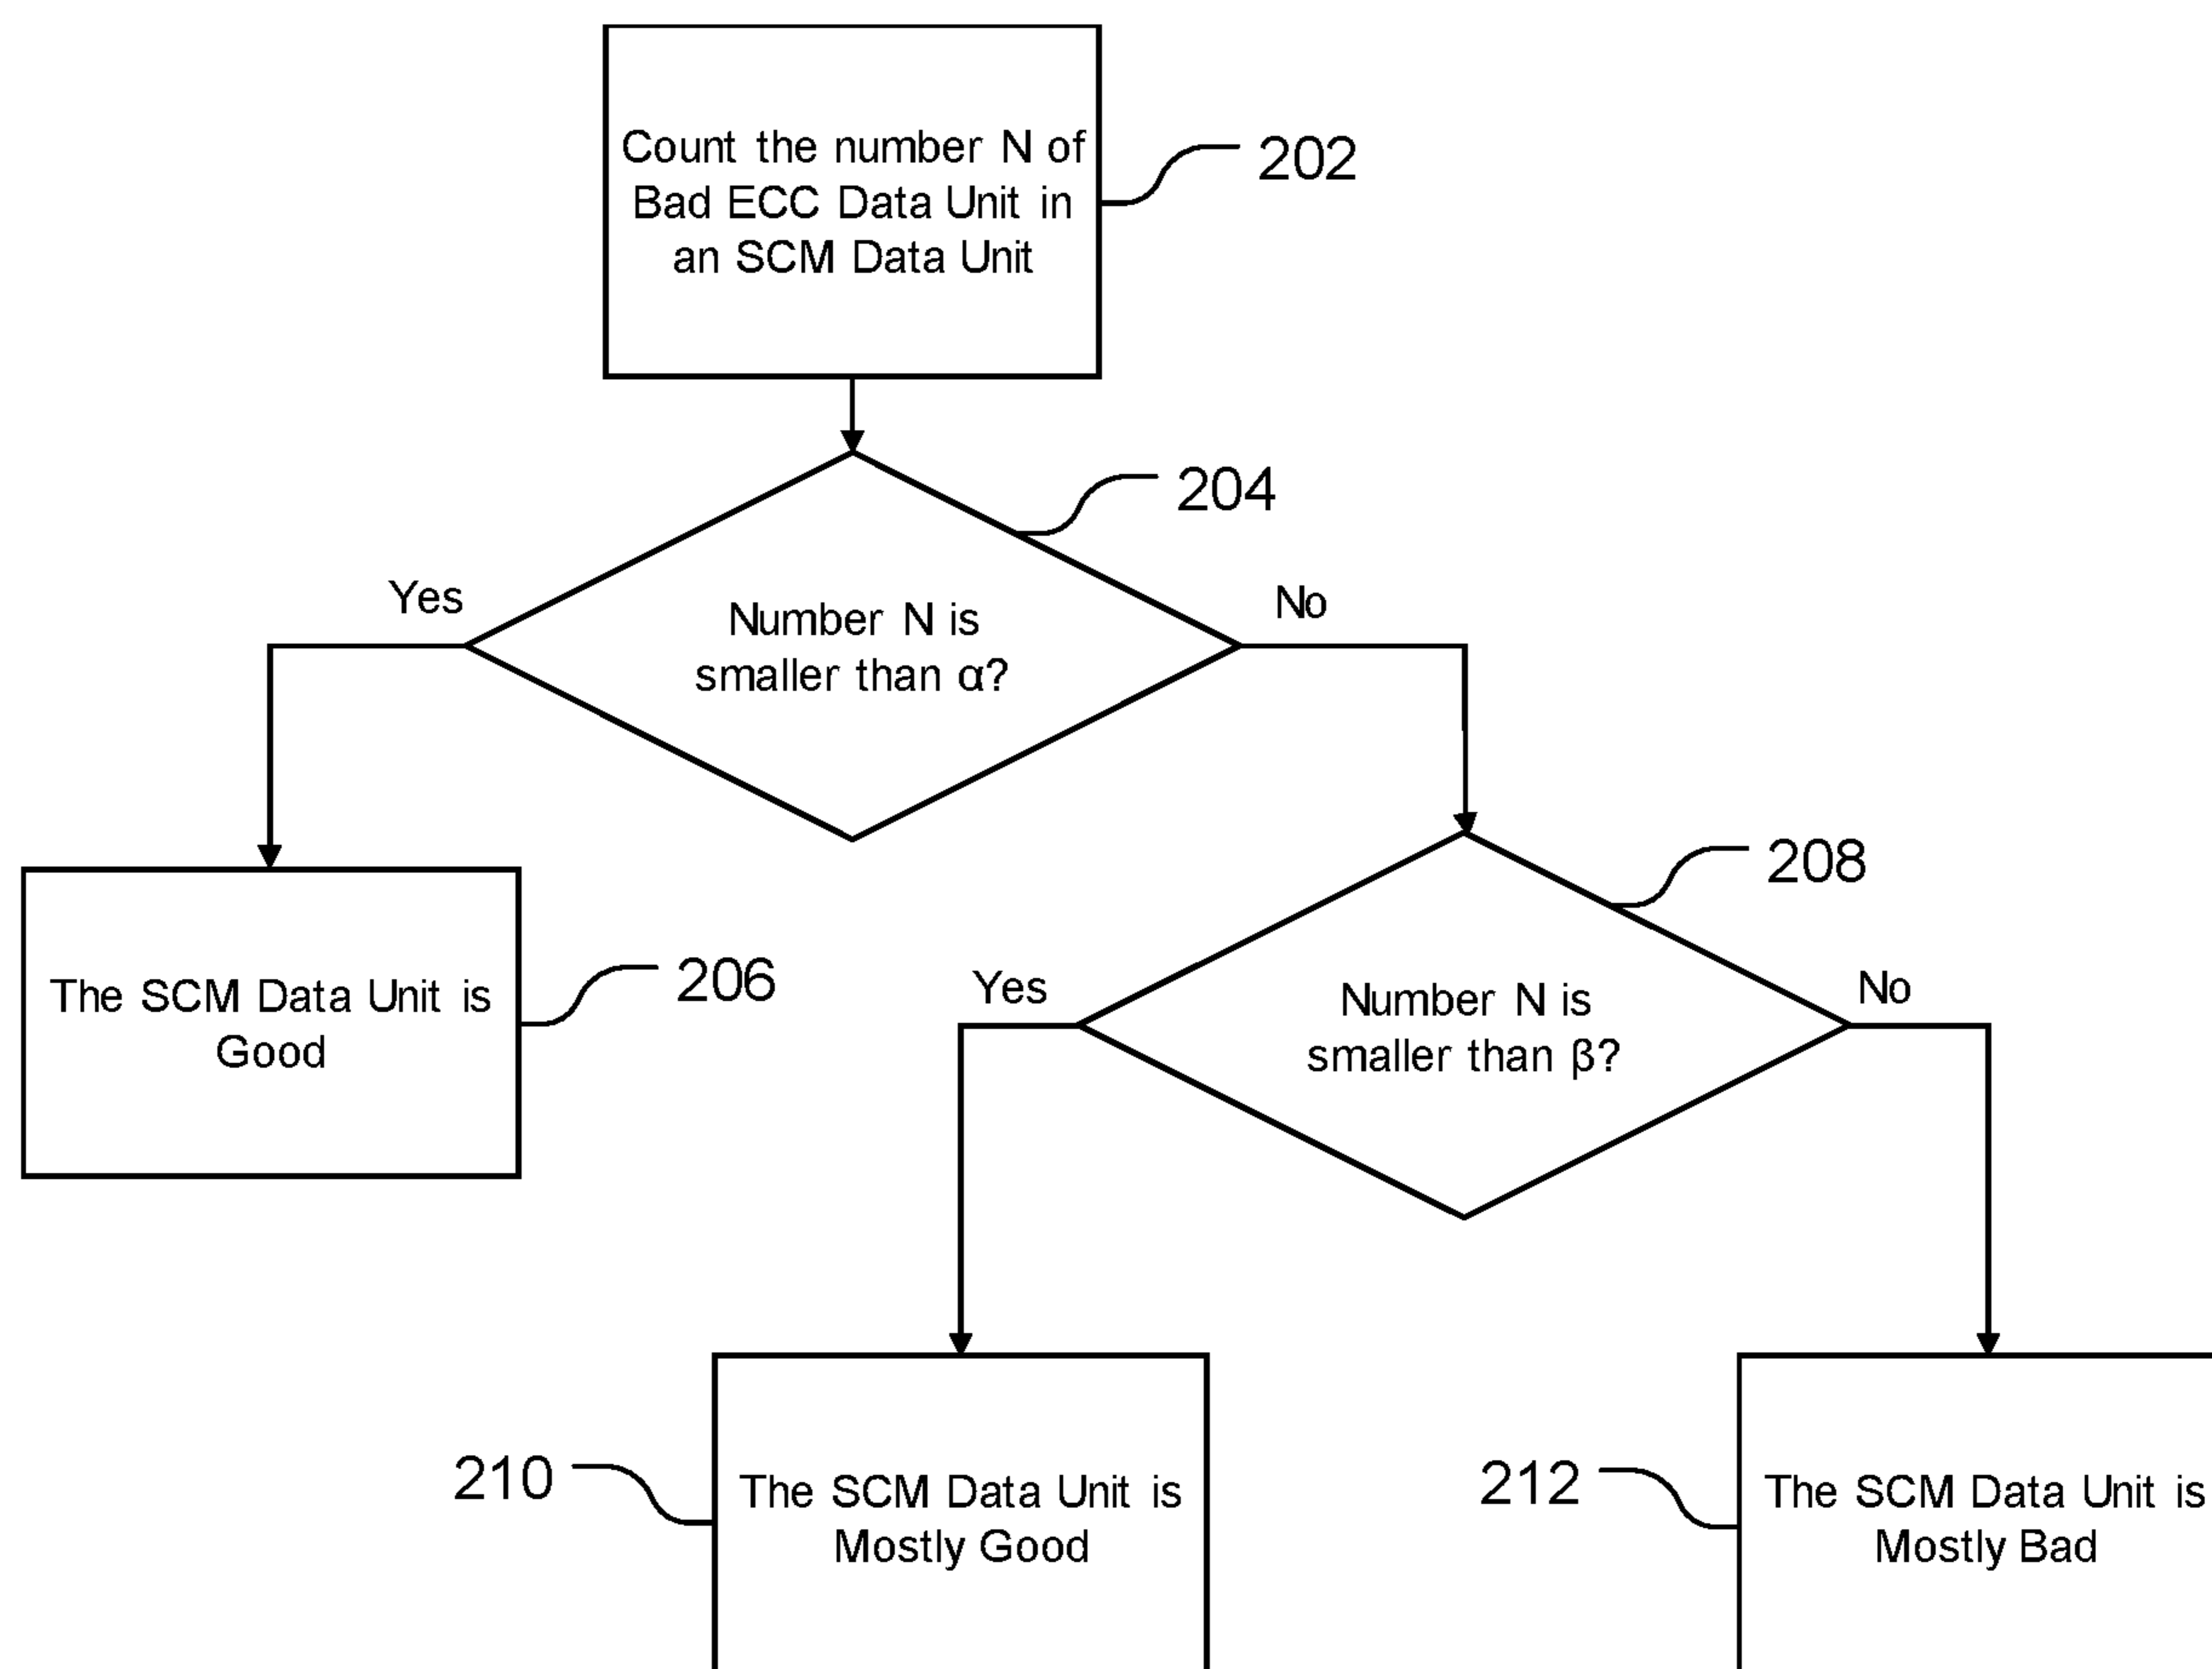 Count the number N of
Bad ECC Data Unit in
an SCM Data Unit
202
204
Yes
No
Number N is
smaller than α?
208
The SCM Data Unit is
Good
206
Yes
No
Number N is
smaller than β?
210
The SCM Data Unit is
Mostly Good
212
The SCM Data Unit is
Mostly Bad